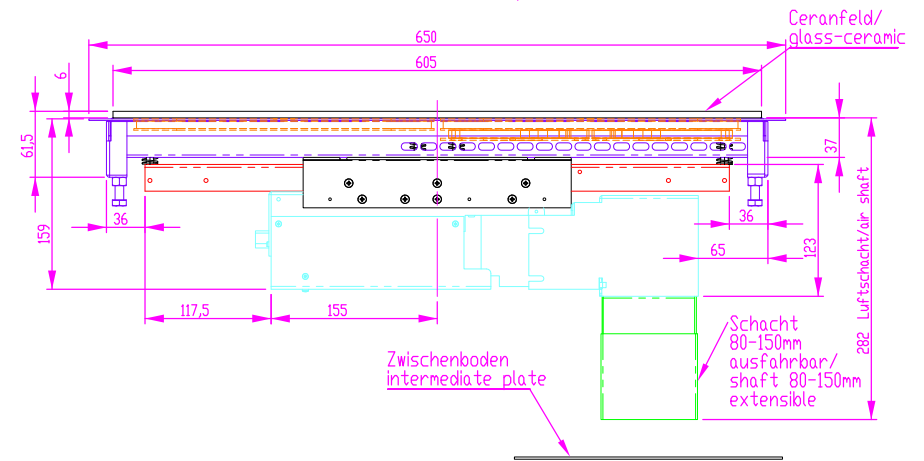 Ceranfeld/
glass-ceramic
650
605
6
61,5
37
36
36
159
65
123
282 Luftschacht/air shaft
117,5
155
Schacht
80-150mm
ausfahrbar/
shaft 80-150mm
extensible
Zwischenboden
intermediate plate